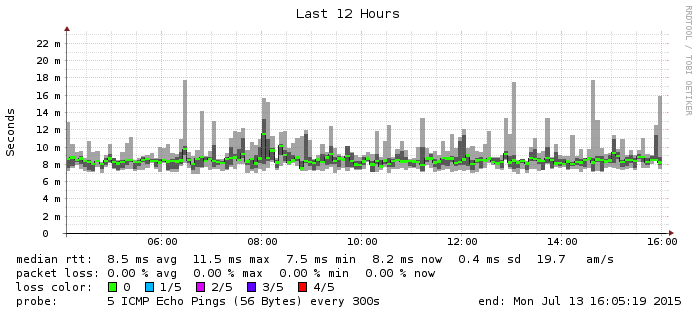 Last 12 Hours
RRDTOOL / TOBI OETIKER
Seconds
22 m
20 m
18 m
16 m
14 m
12 m
10 m
8 m
6 m
4 m
2 m
0
06:00 08:00 10:00 12:00 14:00 16:00
median rtt: 8.5 ms avg 11.5 ms max 7.5 ms min 8.2 ms now 0.4 ms sd 19.7 am/s
packet loss: 0.00 % avg 0.00 % max 0.00 % min 0.00 % now
loss color: 0 1/5 2/5 3/5 4/5
probe: 5 ICMP Echo Pings (56 Bytes) every 300s end: Mon Jul 13 16:05:19 2015